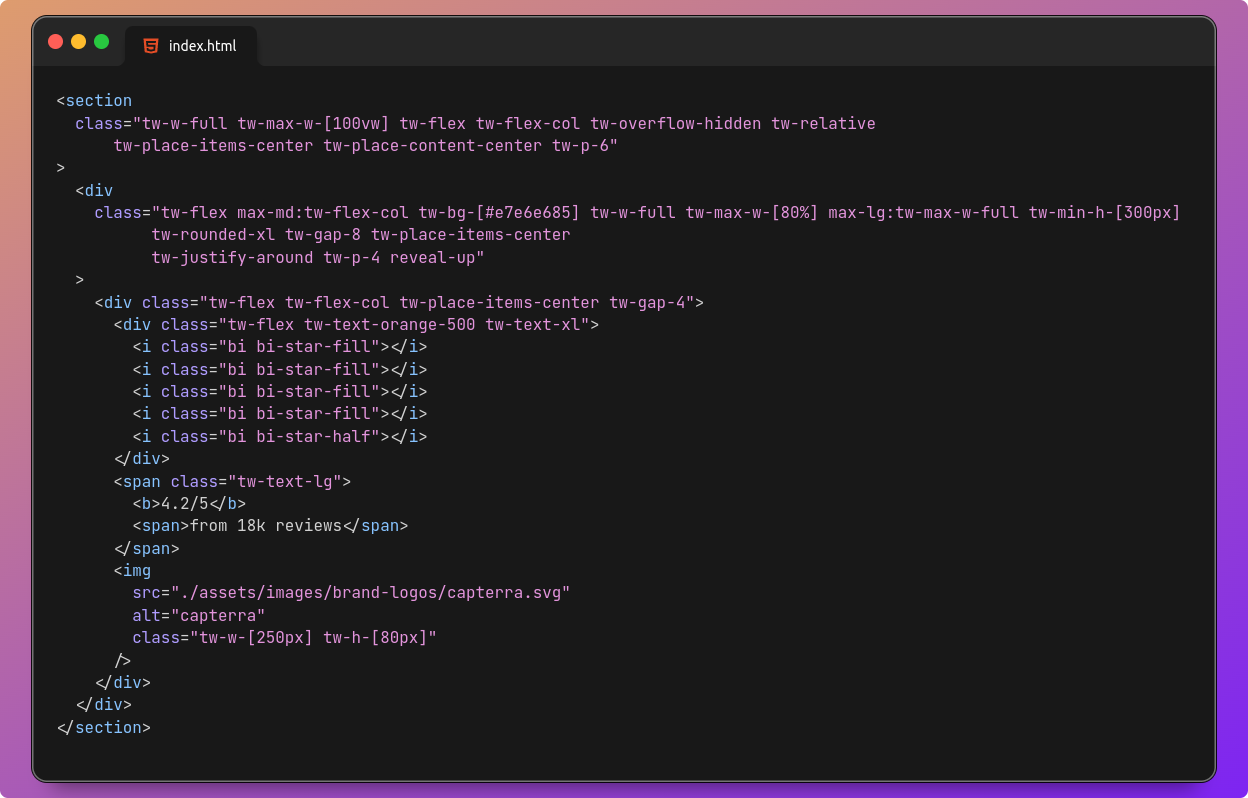 index.html
<section
  class="tw-w-full tw-max-w-[100vw] tw-flex tw-flex-col tw-overflow-hidden tw-relative
      tw-place-items-center tw-place-content-center tw-p-6"
>
  <div
    class="tw-flex max-md:tw-flex-col tw-bg-[#e7e6e685] tw-w-full tw-max-w-[80%] max-lg:tw-max-w-full tw-min-h-[300px]
          tw-rounded-xl tw-gap-8 tw-place-items-center
          tw-justify-around tw-p-4 reveal-up"
  >
    <div class="tw-flex tw-flex-col tw-place-items-center tw-gap-4">
      <div class="tw-flex tw-text-orange-500 tw-text-xl">
        <i class="bi bi-star-fill"></i>
        <i class="bi bi-star-fill"></i>
        <i class="bi bi-star-fill"></i>
        <i class="bi bi-star-fill"></i>
        <i class="bi bi-star-half"></i>
      </div>
      <span class="tw-text-lg">
        <b>4.2/5</b>
        <span>from 18k reviews</span>
      </span>
      <img
        src="./assets/images/brand-logos/capterra.svg"
        alt="capterra"
        class="tw-w-[250px] tw-h-[80px]"
      />
    </div>
  </div>
</section>